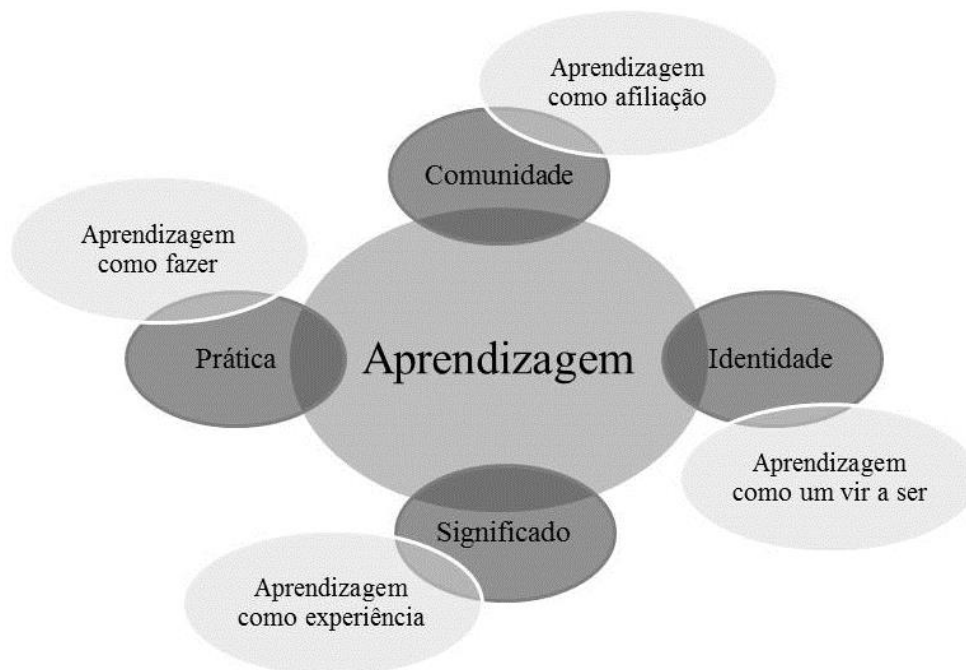 Aprendizagem
como afiliação
Comunidade
Aprendizagem
como fazer
Prática
Aprendizagem
Identidade
Aprendizagem
como um vir a ser
Significado
Aprendizagem
como experiência